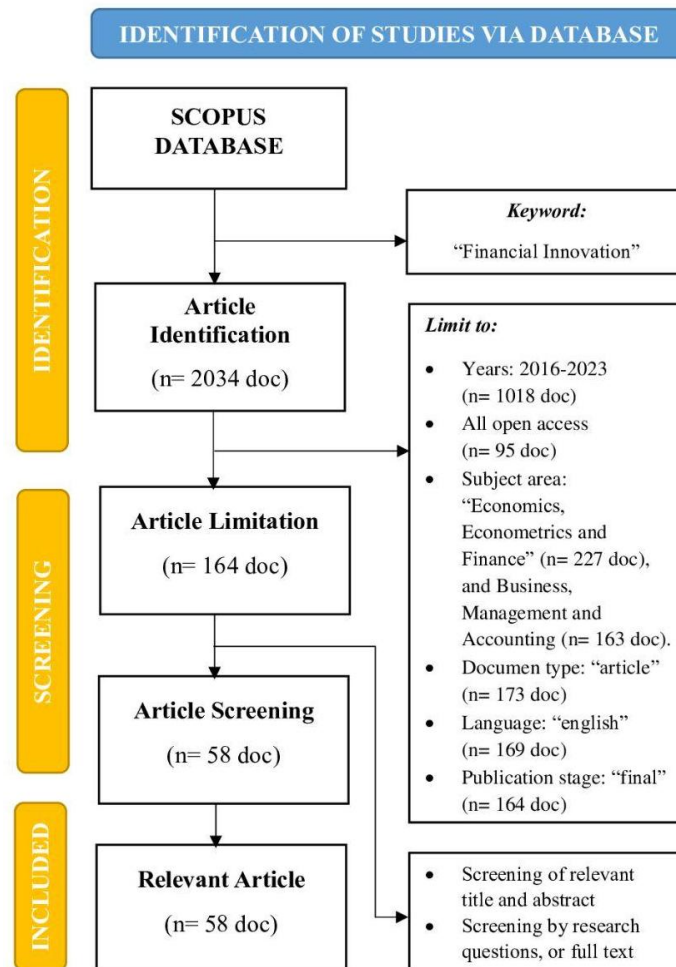 IDENTIFICATION OF STUDIES VIA DATABASE
IDENTIFICATION
SCOPUS
DATABASE
Keyword:
“Financial Innovation”
Article
Identification
(n= 2034 doc)
Limit to:
• Years: 2016-2023
(n= 1018 doc)
• All open access
(n= 95 doc)
• Subject area:
“Economics,
Econometrics and
Finance” (n= 227 doc),
and Business,
Management and
Accounting (n= 163 doc).
• Documen type: “article”
(n= 173 doc)
• Language: “english”
(n= 169 doc)
• Publication stage: “final”
(n= 164 doc)
SCREENING
Article Limitation
(n= 164 doc)
Article Screening
(n= 58 doc)
INCLUDED
Relevant Article
(n= 58 doc)
• Screening of relevant
title and abstract
• Screening by research
questions, or full text